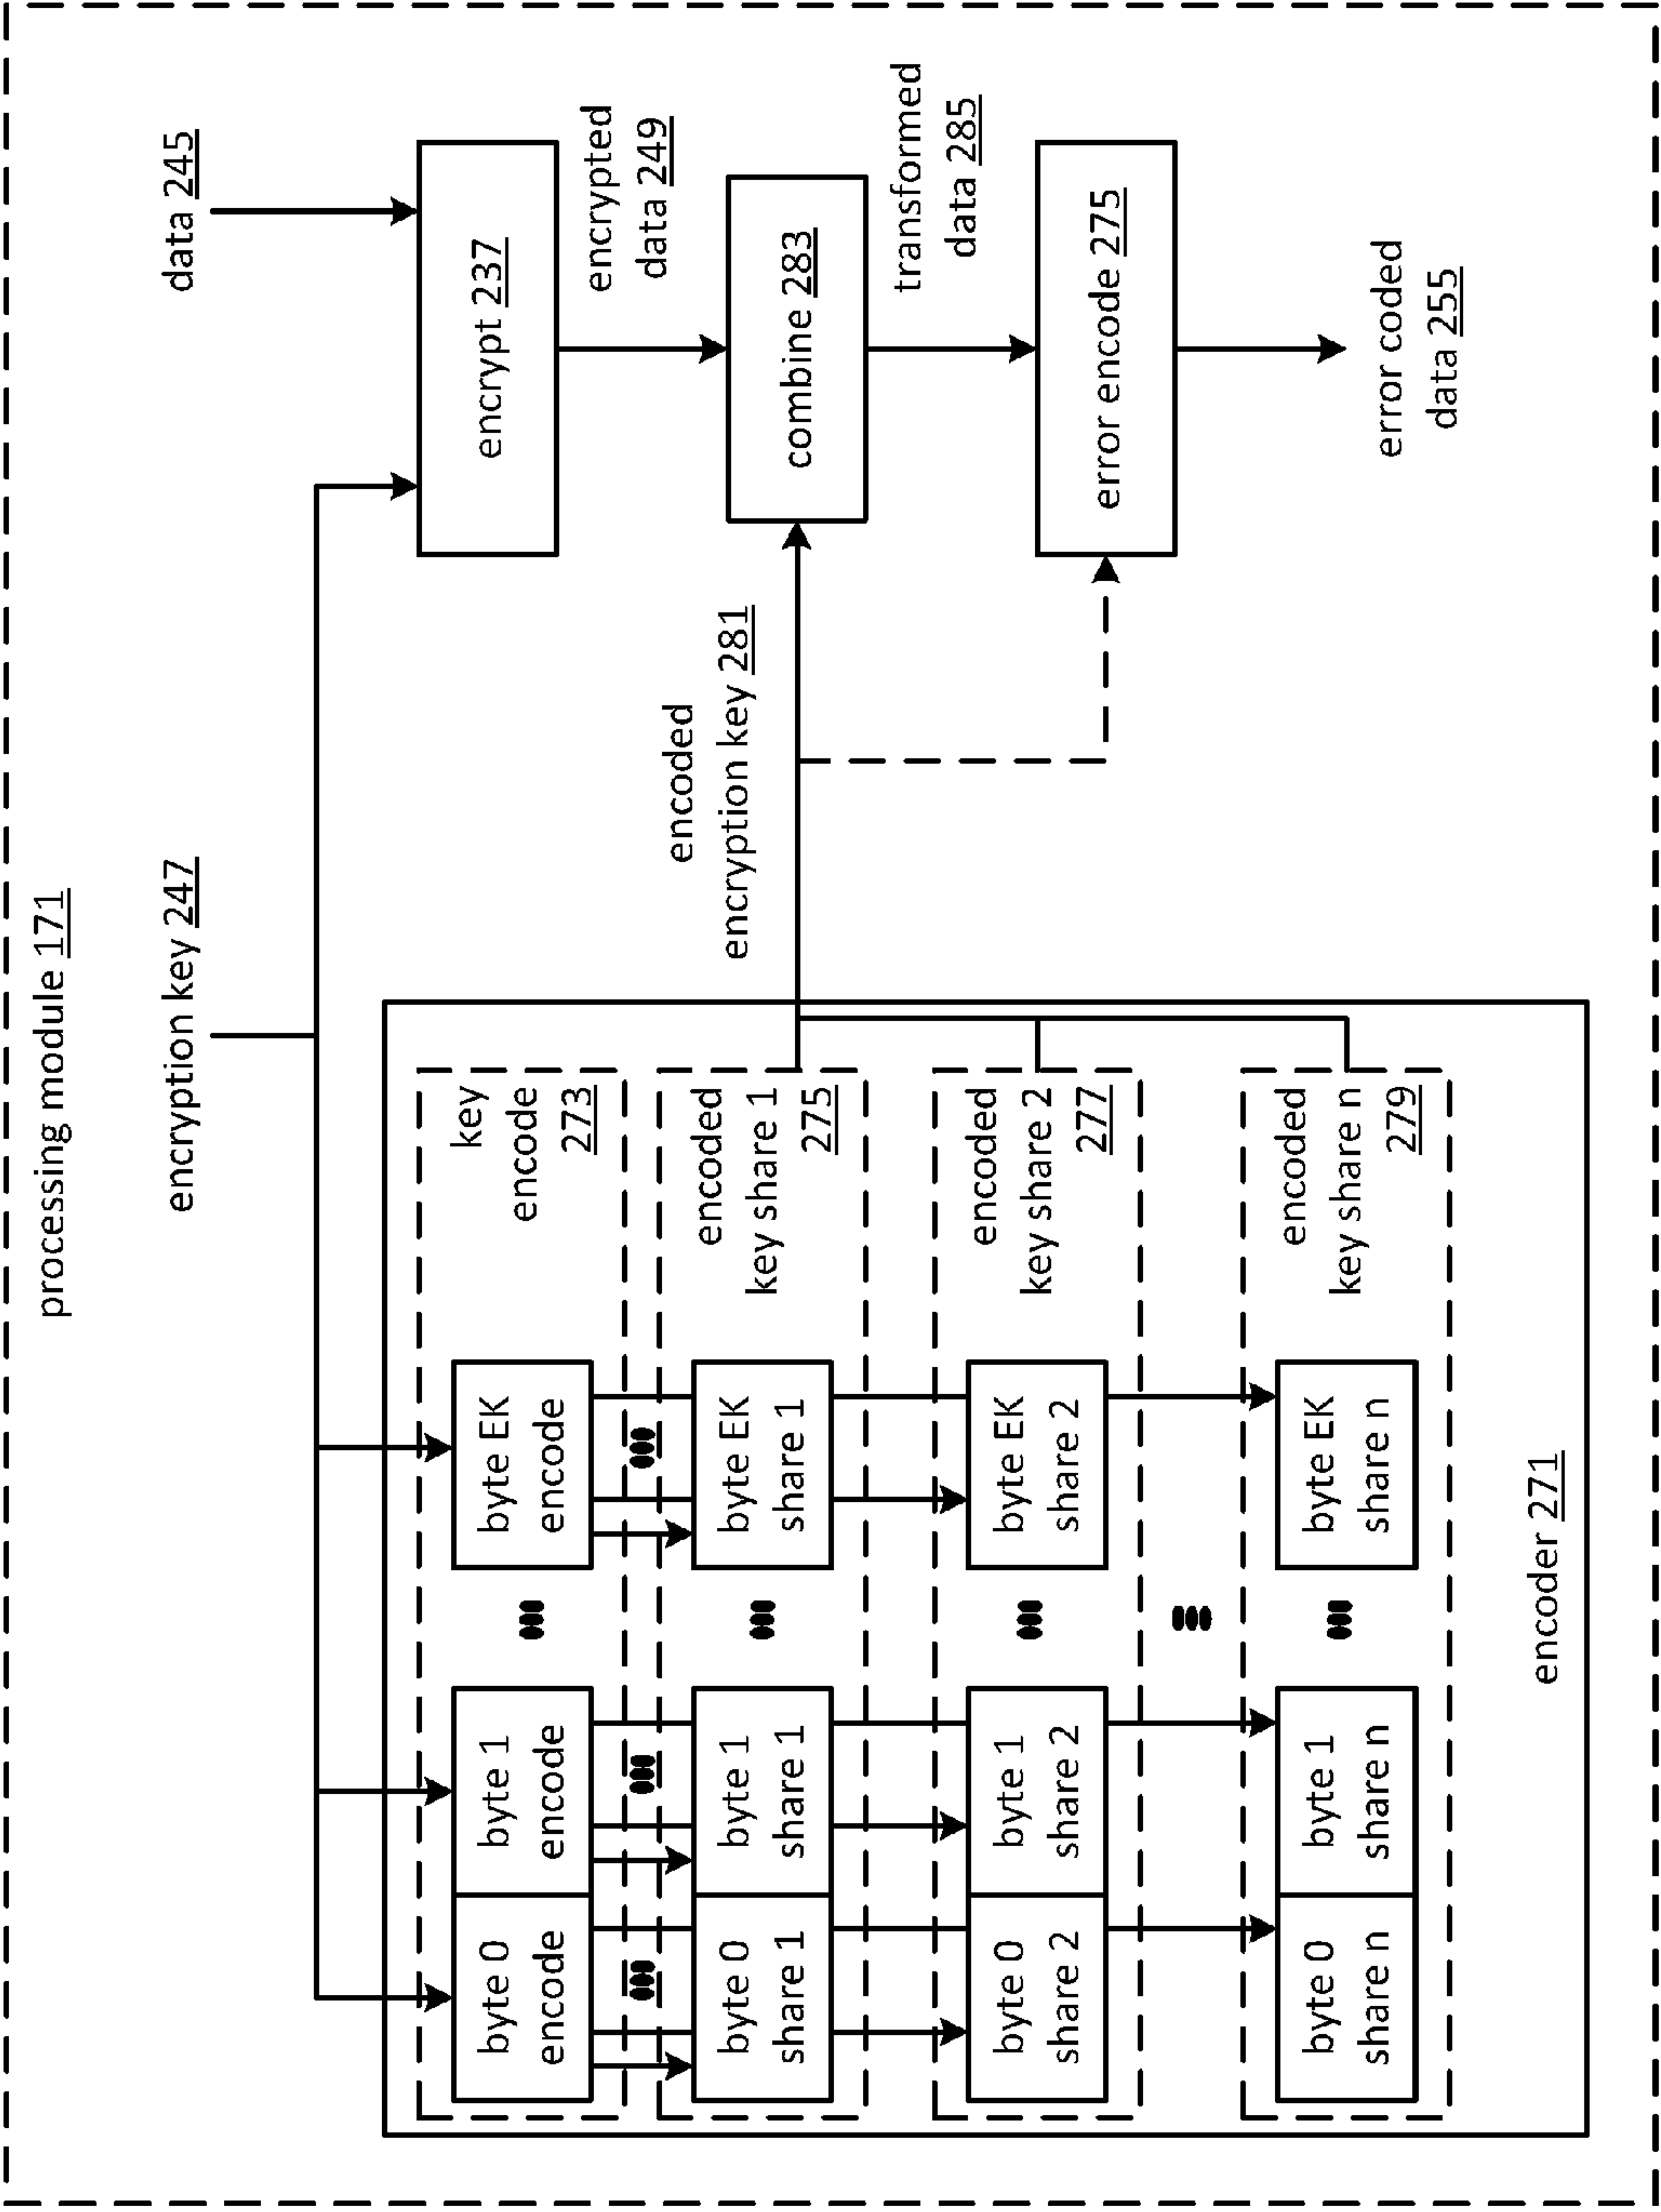 processing module 171
encryption key 247
data 245
key
encode
273
byte 0
encode
byte 1
encode
byte EK
encode
encrypt 237
encoded
key share 1
275
byte 0
share 1
byte 1
share 1
byte EK
share 1
encoded
encryption key 281
encrypted
data 249
combine 283
encoded
key share 2
277
byte 0
share 2
byte 1
share 2
byte EK
share 2
transformed
data 285
error encode 275
encoded
key share n
279
byte 0
share n
byte 1
share n
byte EK
share n
error coded
data 255
encoder 271